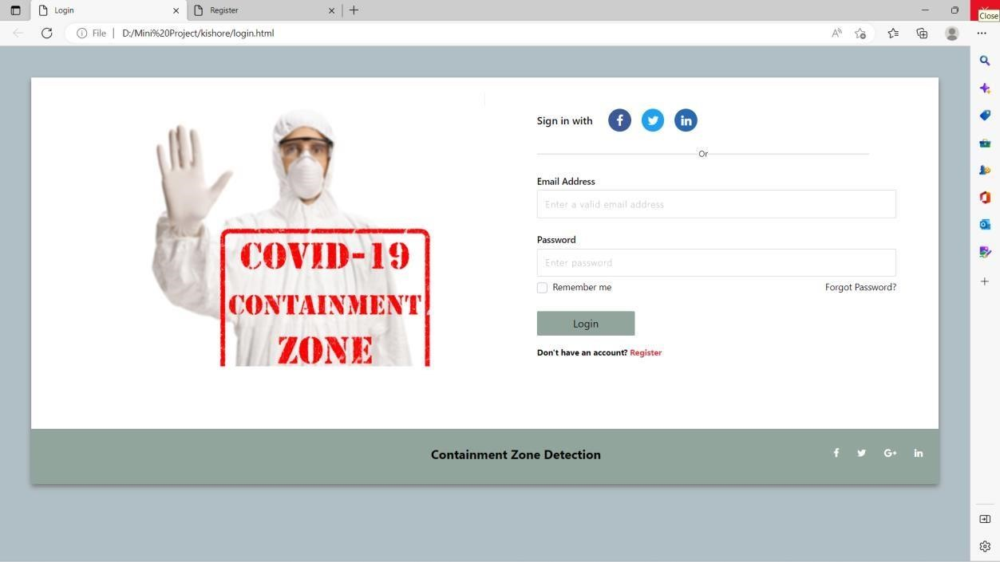 Login
Register
Close
File
D:/Mini%20Project/kishore/login.html
COVID-19
CONTAINMENT
ZONE
Sign in with
Or
Email Address
Enter a valid email address
Password
Enter password
Remember me
Forgot Password?
Login
Don't have an account? Register
Containment Zone Detection